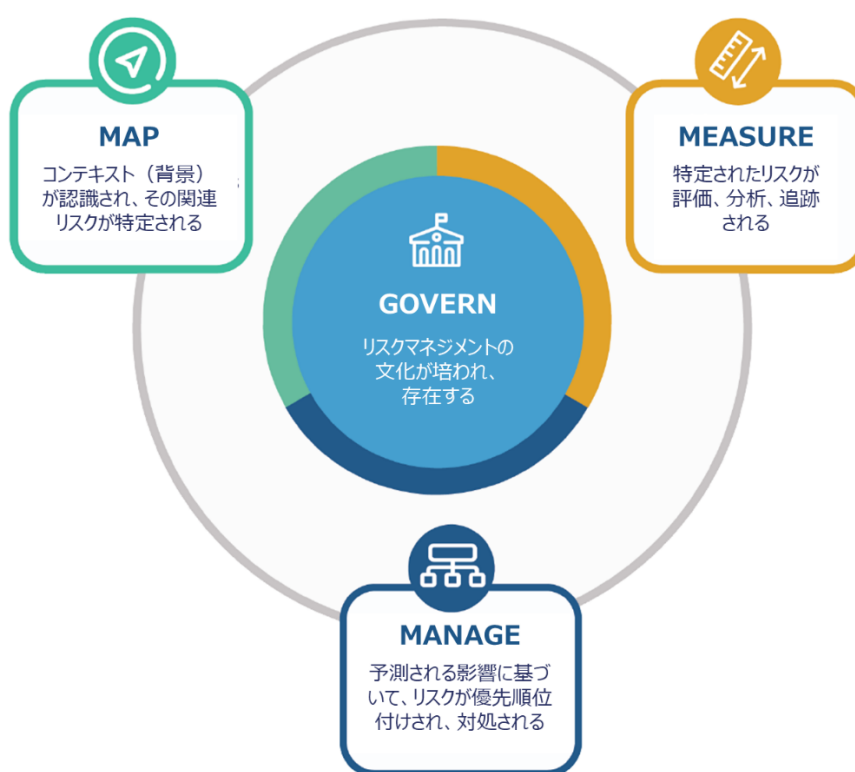 MAP
コンテキスト（背景）
が認識され、その関連
リスクが特定される
MEASURE
特定されたリスクが
評価、分析、追跡
される
GOVERN
リスクマネジメントの
文化が培われ、
存在する
MANAGE
予測される影響に基づ
いて、リスクが優先順位
付けされ、対処される